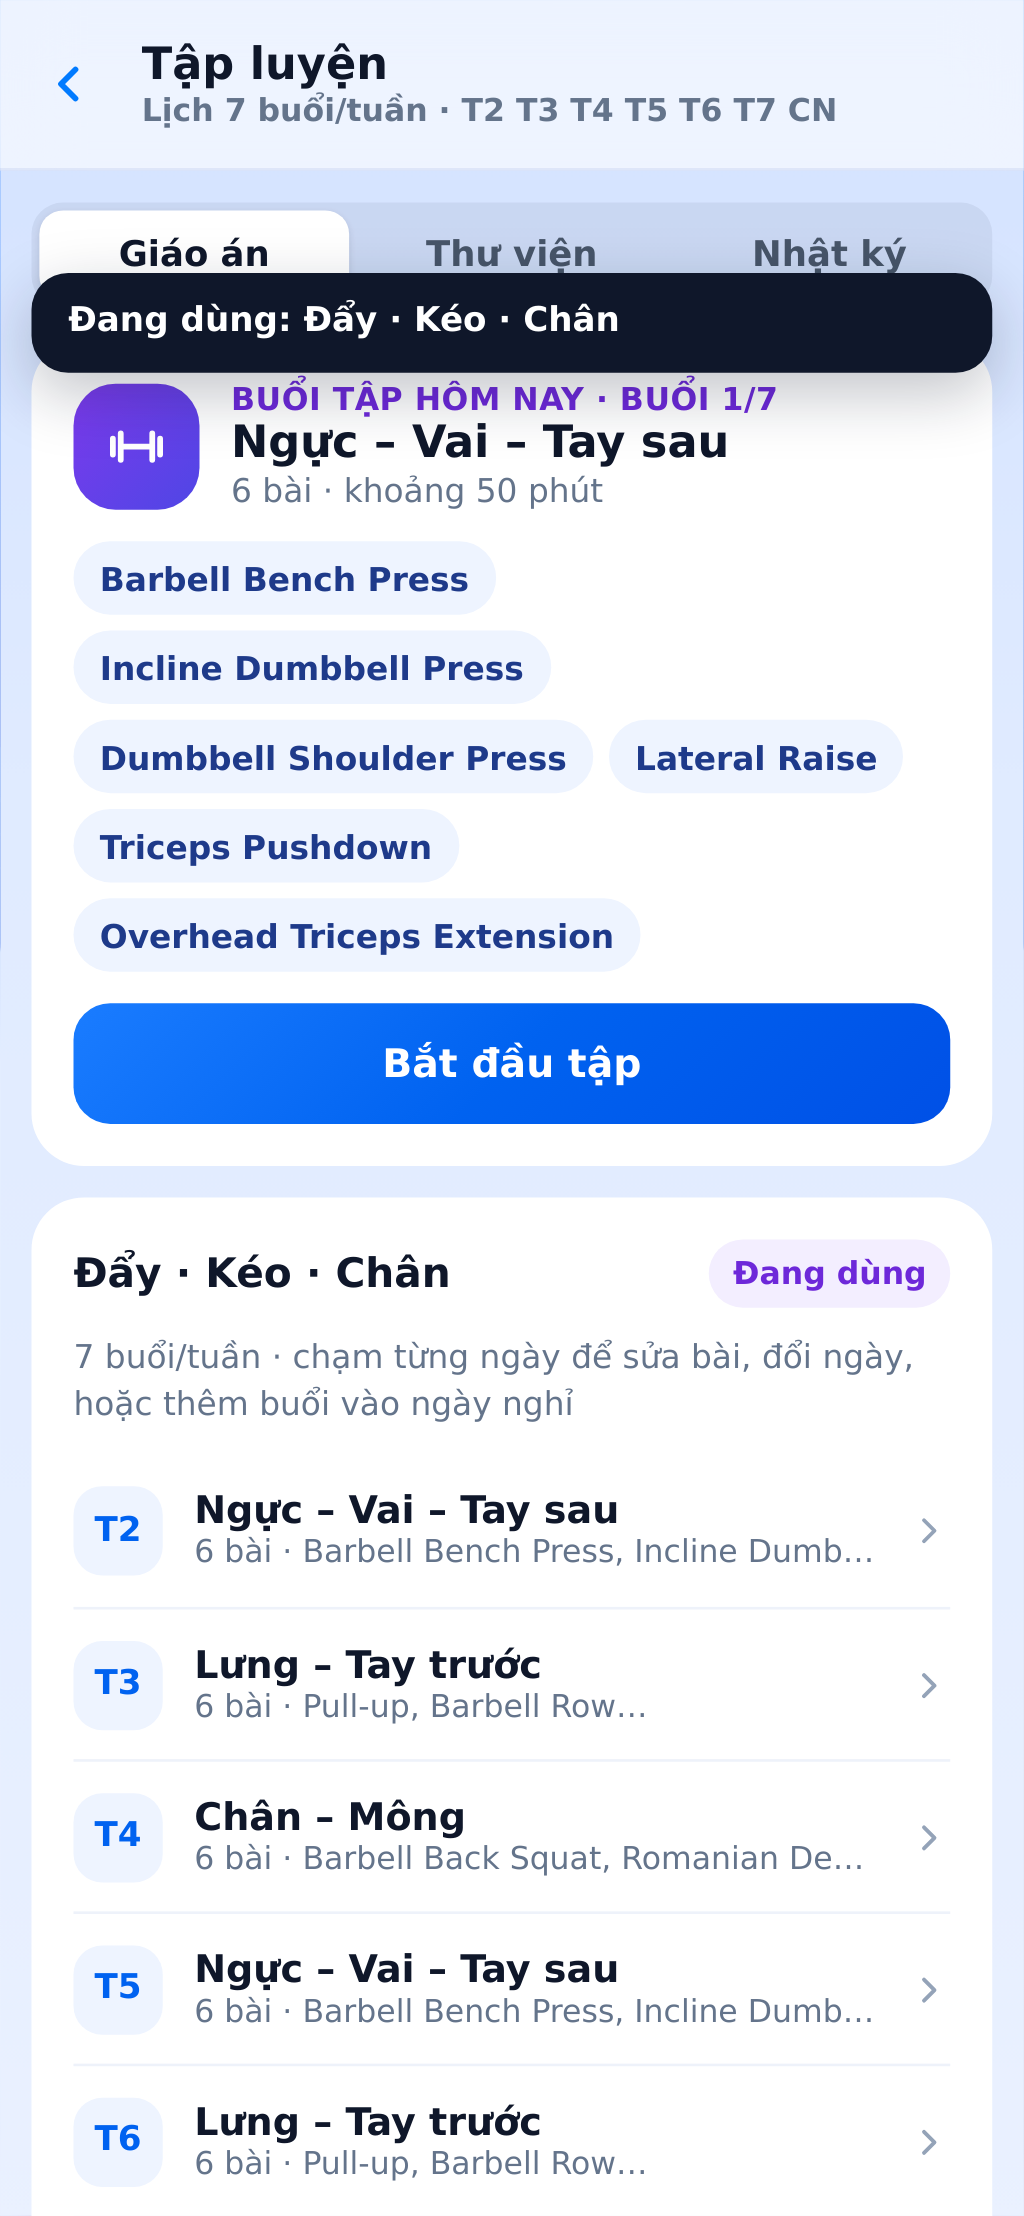 Tập luyện
Lịch 7 buổi/tuần · T2 T3 T4 T5 T6 T7 CN
Giáo án
Thư viện
Nhật ký
Đang dùng: Đẩy · Kéo · Chân
BUỔI TẬP HÔM NAY · BUỔI 1/7
Ngực – Vai – Tay sau
6 bài · khoảng 50 phút
Barbell Bench Press
Incline Dumbbell Press
Dumbbell Shoulder Press
Lateral Raise
Triceps Pushdown
Overhead Triceps Extension
Bắt đầu tập
Đẩy · Kéo · Chân
Đang dùng
7 buổi/tuần · chạm từng ngày để sửa bài, đổi ngày,
hoặc thêm buổi vào ngày nghỉ
T2
Ngực – Vai – Tay sau
6 bài · Barbell Bench Press, Incline Dumb...
T3
Lưng – Tay trước
6 bài · Pull-up, Barbell Row...
T4
Chân – Mông
6 bài · Barbell Back Squat, Romanian De...
T5
Ngực – Vai – Tay sau
6 bài · Barbell Bench Press, Incline Dumb...
T6
Lưng – Tay trước
6 bài · Pull-up, Barbell Row...